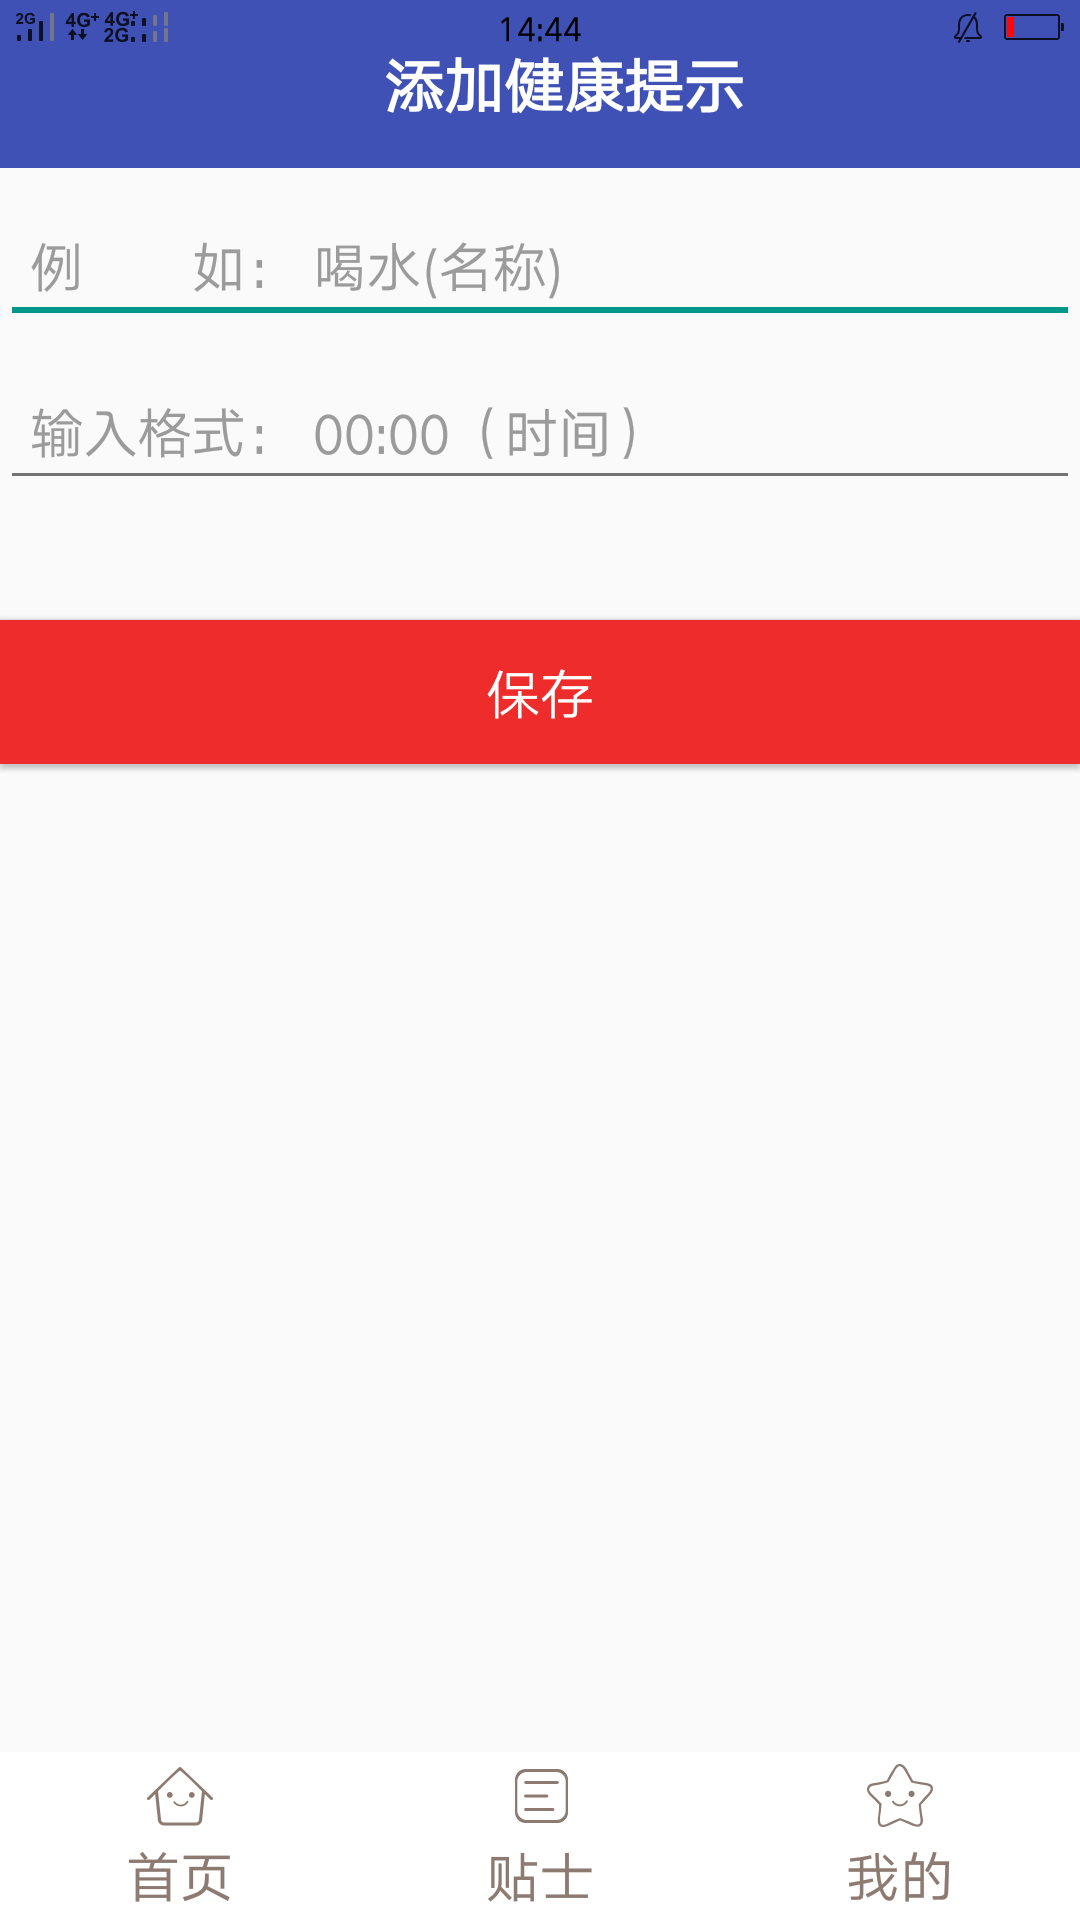 2G 4G+ 4G+ 2G 14:44
添加健康提示
例　　如： 喝水(名称)
输入格式： 00:00（时间）
保存
首页 贴士 我的